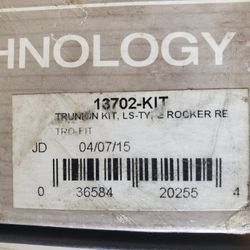 HNOLOGY
13702-KIT
TRUNION KIT, LS-TY, E ROCKER RE
TRO-FIT
JD 04/07/15
0 36584 20255 4